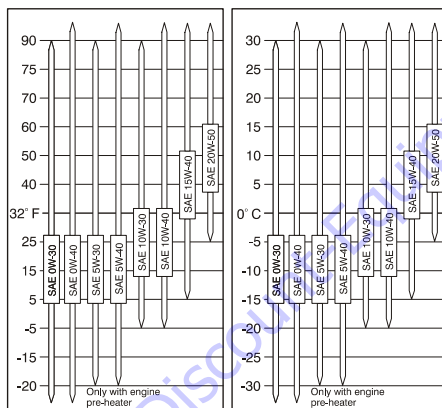 90
80
70
60
50
40
32° F
25
15
5
-5
-15
-20
SAE 0W-30
SAE 0W-40
SAE 5W-30
SAE 5W-40
SAE 10W-30
SAE 10W-40
SAE 15W-40
SAE 20W-50
Only with engine
pre-heater
30
25
20
15
10
5
0° C
-5
-10
-15
-20
-25
-30
SAE 0W-30
SAE 0W-40
SAE 5W-30
SAE 5W-40
SAE 10W-30
SAE 10W-40
SAE 15W-40
SAE 20W-50
Only with engine
pre-heater
Discount-Equip